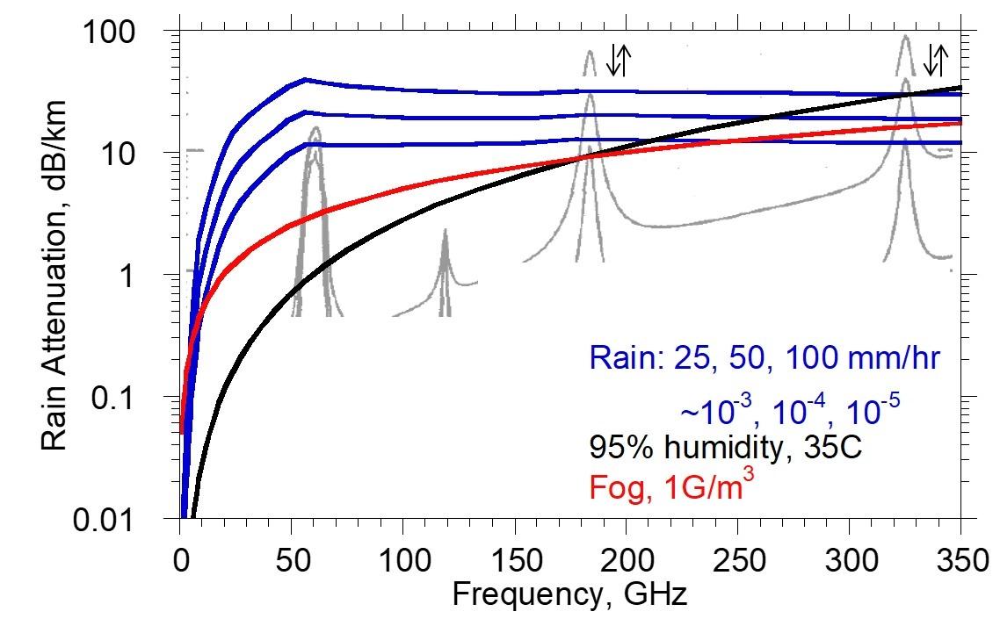 100
10
1
0.1
0.01
Rain Attenuation, dB/km
Rain: 25, 50, 100 mm/hr
~10⁻³, 10⁻⁴, 10⁻⁵
95% humidity, 35C
Fog, 1G/m³
0 50 100 150 200 250 300 350
Frequency, GHz